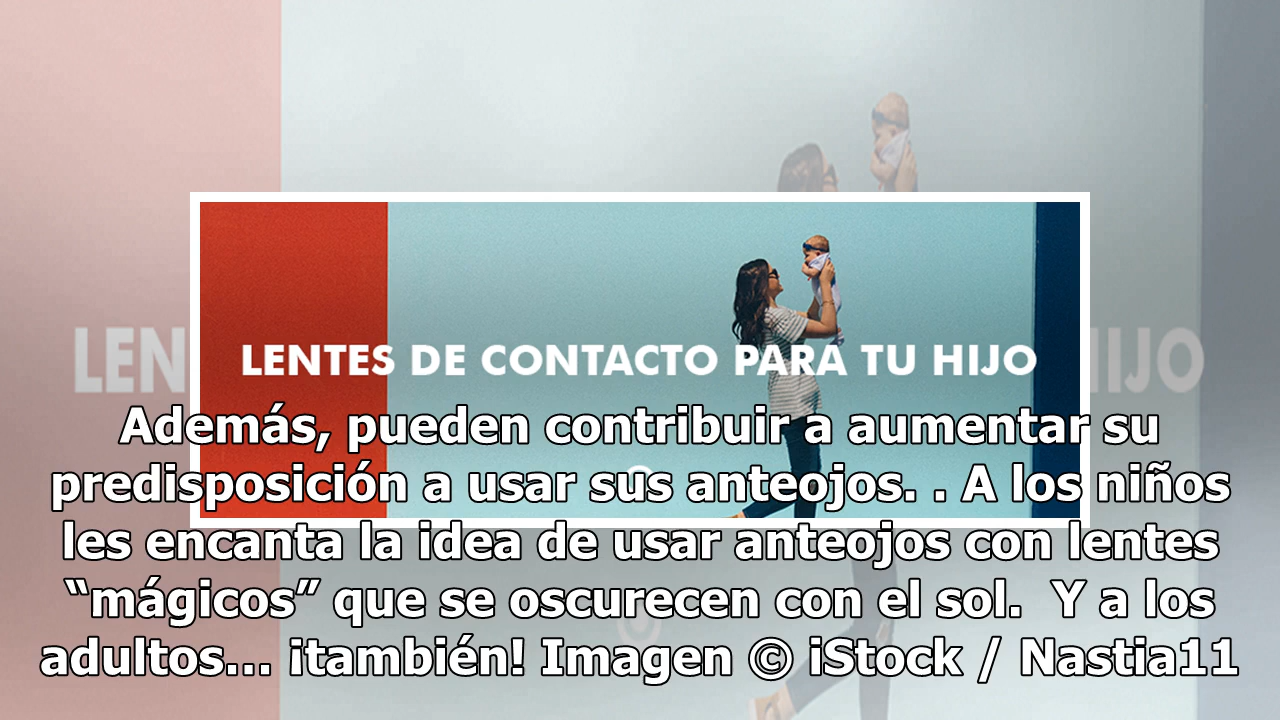 LEN
HIJO
LENTES DE CONTACTO PARA TU HIJO
Además, pueden contribuir a aumentar su
predisposición a usar sus anteojos. . A los niños
les encanta la idea de usar anteojos con lentes
“mágicos” que se oscurecen con el sol.  Y a los
adultos... ¡también! Imagen © iStock / Nastia11